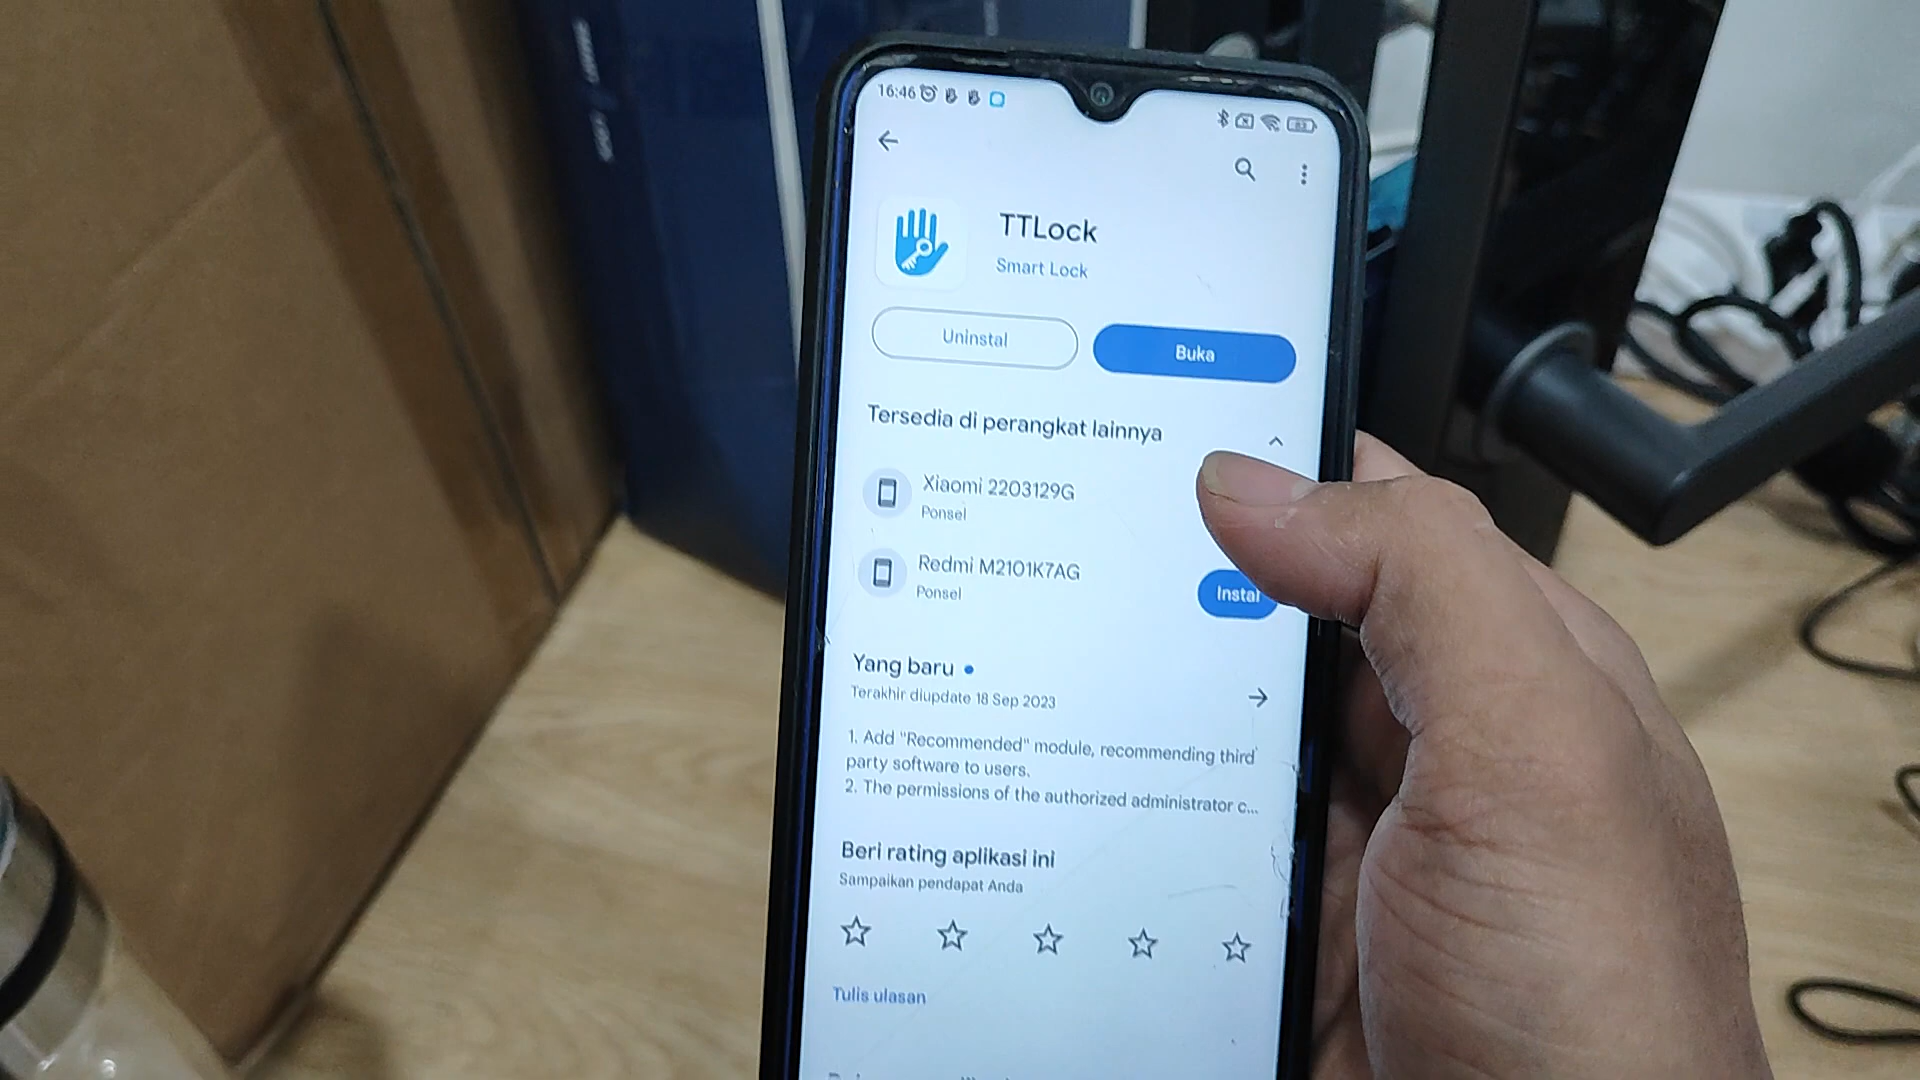 16:46
TTLock
Smart Lock
Uninstal
Buka
Tersedia di perangkat lainnya
Xiaomi 2203129G
Ponsel
Redmi M2101K7AG
Ponsel
Instal
Yang baru
Terakhir diupdate 18 Sep 2023
1. Add "Recommended" module, recommending third
party software to users.
2. The permissions of the authorized administrator c...
Beri rating aplikasi ini
Sampaikan pendapat Anda
Tulis ulasan